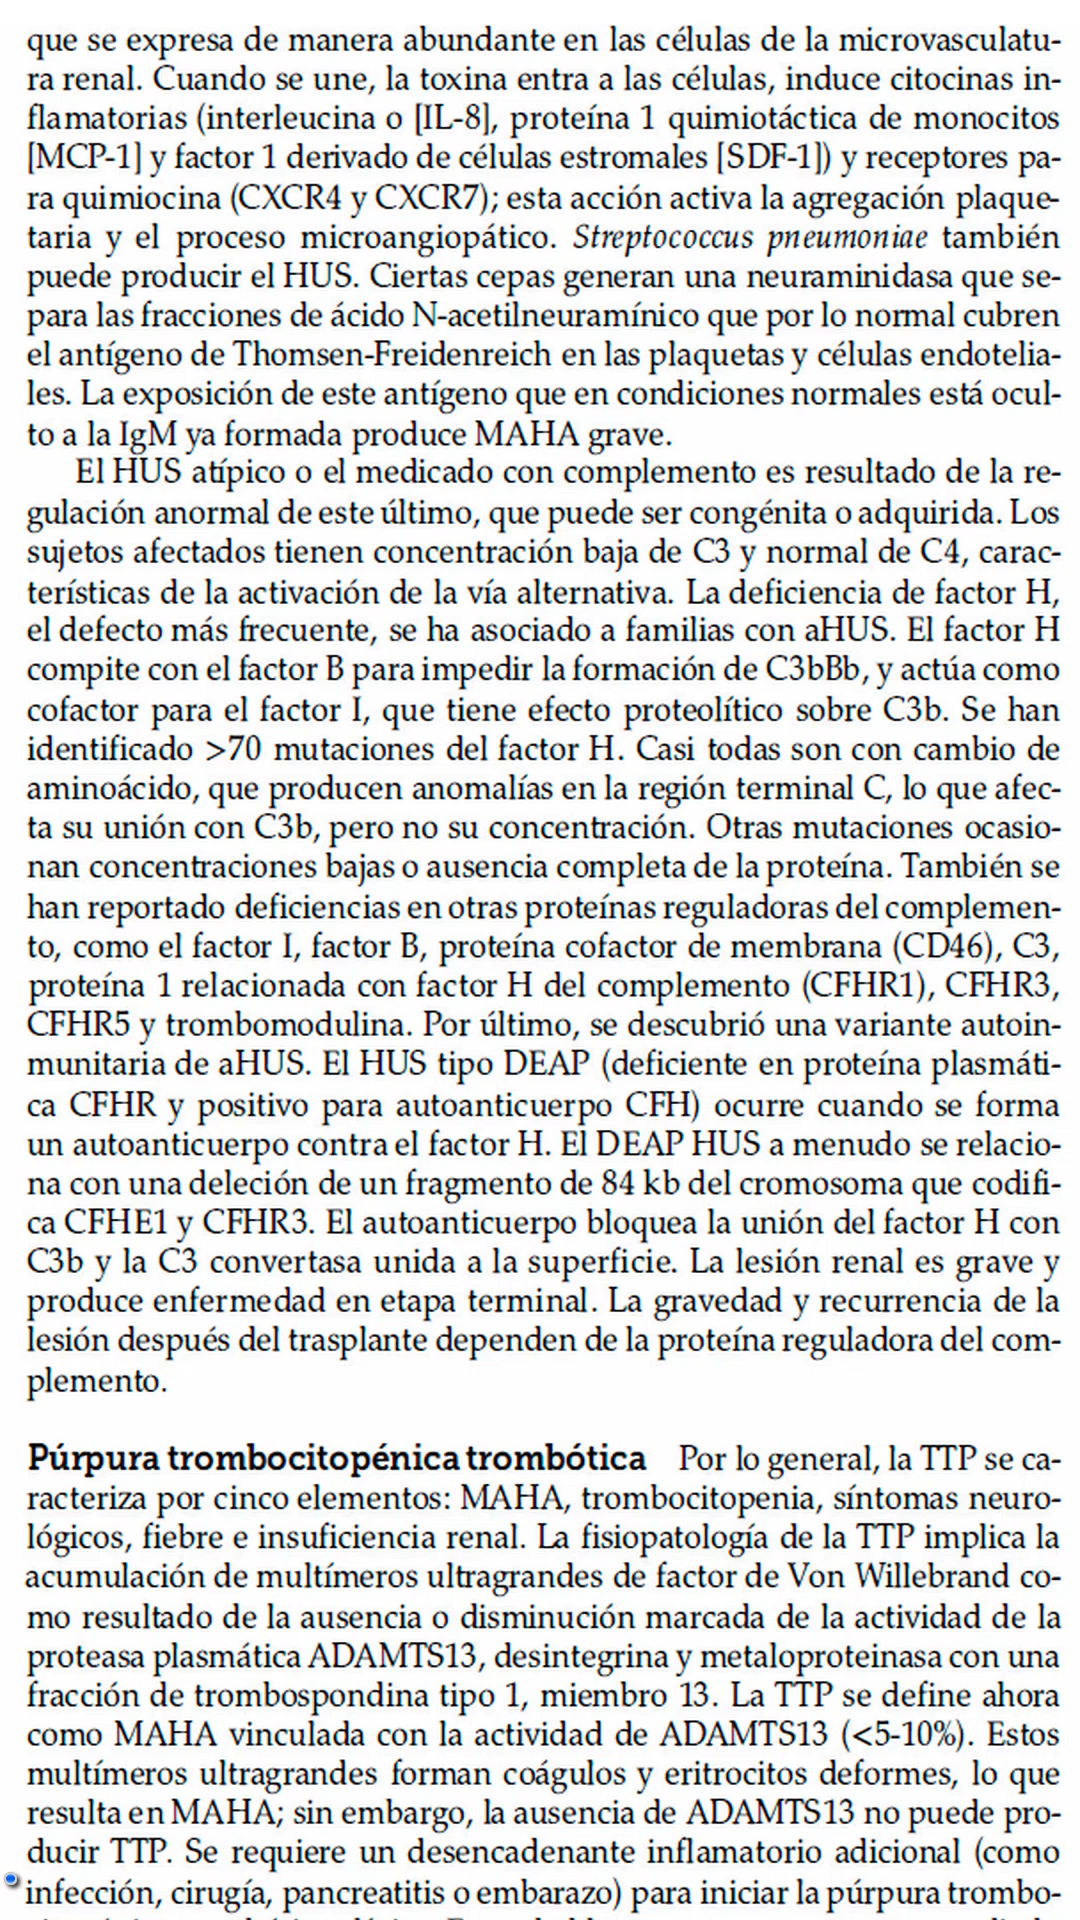 que se expresa de manera abundante en las células de la microvasculatu-
ra renal. Cuando se une, la toxina entra a las células, induce citocinas in-
flamatorias (interleucina o [IL-8], proteína 1 quimiotáctica de monocitos
[MCP-1] y factor 1 derivado de células estromales [SDF-1]) y receptores pa-
ra quimiocina (CXCR4 y CXCR7); esta acción activa la agregación plaque-
taria y el proceso microangiopático. Streptococcus pneumoniae también
puede producir el HUS. Ciertas cepas generan una neuraminidasa que se-
para las fracciones de ácido N-acetilneuramínico que por lo normal cubren
el antígeno de Thomsen-Freidenreich en las plaquetas y células endotelia-
les. La exposición de este antígeno que en condiciones normales está ocul-
to a la IgM ya formada produce MAHA grave.
El HUS atípico o el medicado con complemento es resultado de la re-
gulación anormal de este último, que puede ser congénita o adquirida. Los
sujetos afectados tienen concentración baja de C3 y normal de C4, carac-
terísticas de la activación de la vía alternativa. La deficiencia de factor H,
el defecto más frecuente, se ha asociado a familias con aHUS. El factor H
compite con el factor B para impedir la formación de C3bBb, y actúa como
cofactor para el factor I, que tiene efecto proteolítico sobre C3b. Se han
identificado >70 mutaciones del factor H. Casi todas son con cambio de
aminoácido, que producen anomalías en la región terminal C, lo que afec-
ta su unión con C3b, pero no su concentración. Otras mutaciones ocasio-
nan concentraciones bajas o ausencia completa de la proteína. También se
han reportado deficiencias en otras proteínas reguladoras del complemen-
to, como el factor I, factor B, proteína cofactor de membrana (CD46), C3,
proteína 1 relacionada con factor H del complemento (CFHR1), CFHR3,
CFHR5 y trombomodulina. Por último, se descubrió una variante autoin-
munitaria de aHUS. El HUS tipo DEAP (deficiente en proteína plasmáti-
ca CFHR y positivo para autoanticuerpo CFH) ocurre cuando se forma
un autoanticuerpo contra el factor H. El DEAP HUS a menudo se relacio-
na con una deleción de un fragmento de 84 kb del cromosoma que codifi-
ca CFHE1 y CFHR3. El autoanticuerpo bloquea la unión del factor H con
C3b y la C3 convertasa unida a la superficie. La lesión renal es grave y
produce enfermedad en etapa terminal. La gravedad y recurrencia de la
lesión después del trasplante dependen de la proteína reguladora del com-
plemento.
Púrpura trombocitopénica trombótica Por lo general, la TTP se ca-
racteriza por cinco elementos: MAHA, trombocitopenia, síntomas neuro-
lógicos, fiebre e insuficiencia renal. La fisiopatología de la TTP implica la
acumulación de multímeros ultragrandes de factor de Von Willebrand co-
mo resultado de la ausencia o disminución marcada de la actividad de la
proteasa plasmática ADAMTS13, desintegrina y metaloproteinasa con una
fracción de trombospondina tipo 1, miembro 13. La TTP se define ahora
como MAHA vinculada con la actividad de ADAMTS13 (<5-10%). Estos
multímeros ultragrandes forman coágulos y eritrocitos deformes, lo que
resulta en MAHA; sin embargo, la ausencia de ADAMTS13 no puede pro-
ducir TTP. Se requiere un desencadenante inflamatorio adicional (como
infección, cirugía, pancreatitis o embarazo) para iniciar la púrpura trombo-